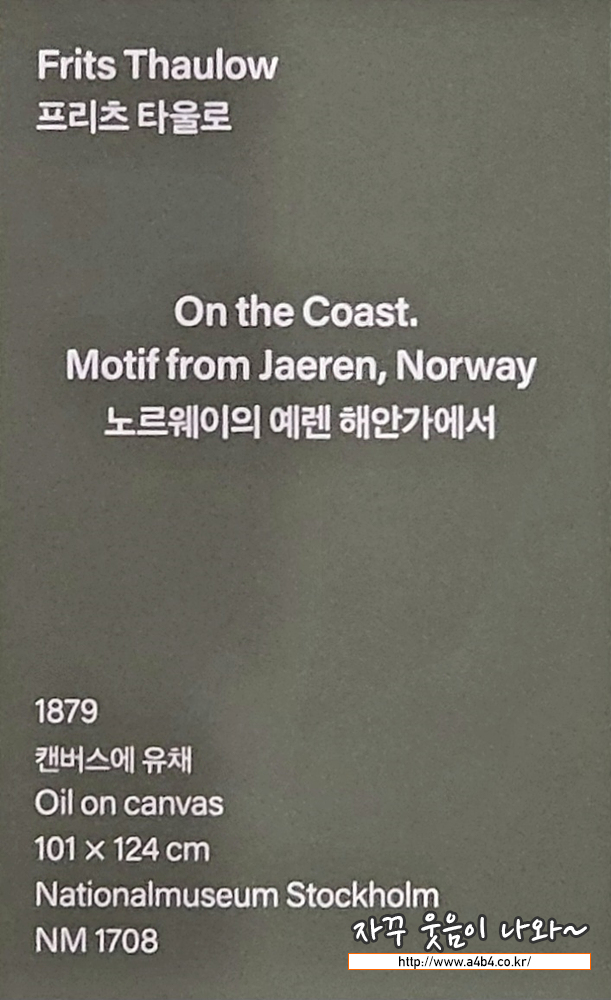 Frits Thaulow
프리츠 타울로
On the Coast.
Motif from Jaeren, Norway
노르웨이의 예렌 해안가에서
1879
캔버스에 유채
Oil on canvas
101 × 124 cm
Nationalmuseum Stockholm
NM 1708
자꾸 웃음이 나와~
http://www.a4b4.co.kr/